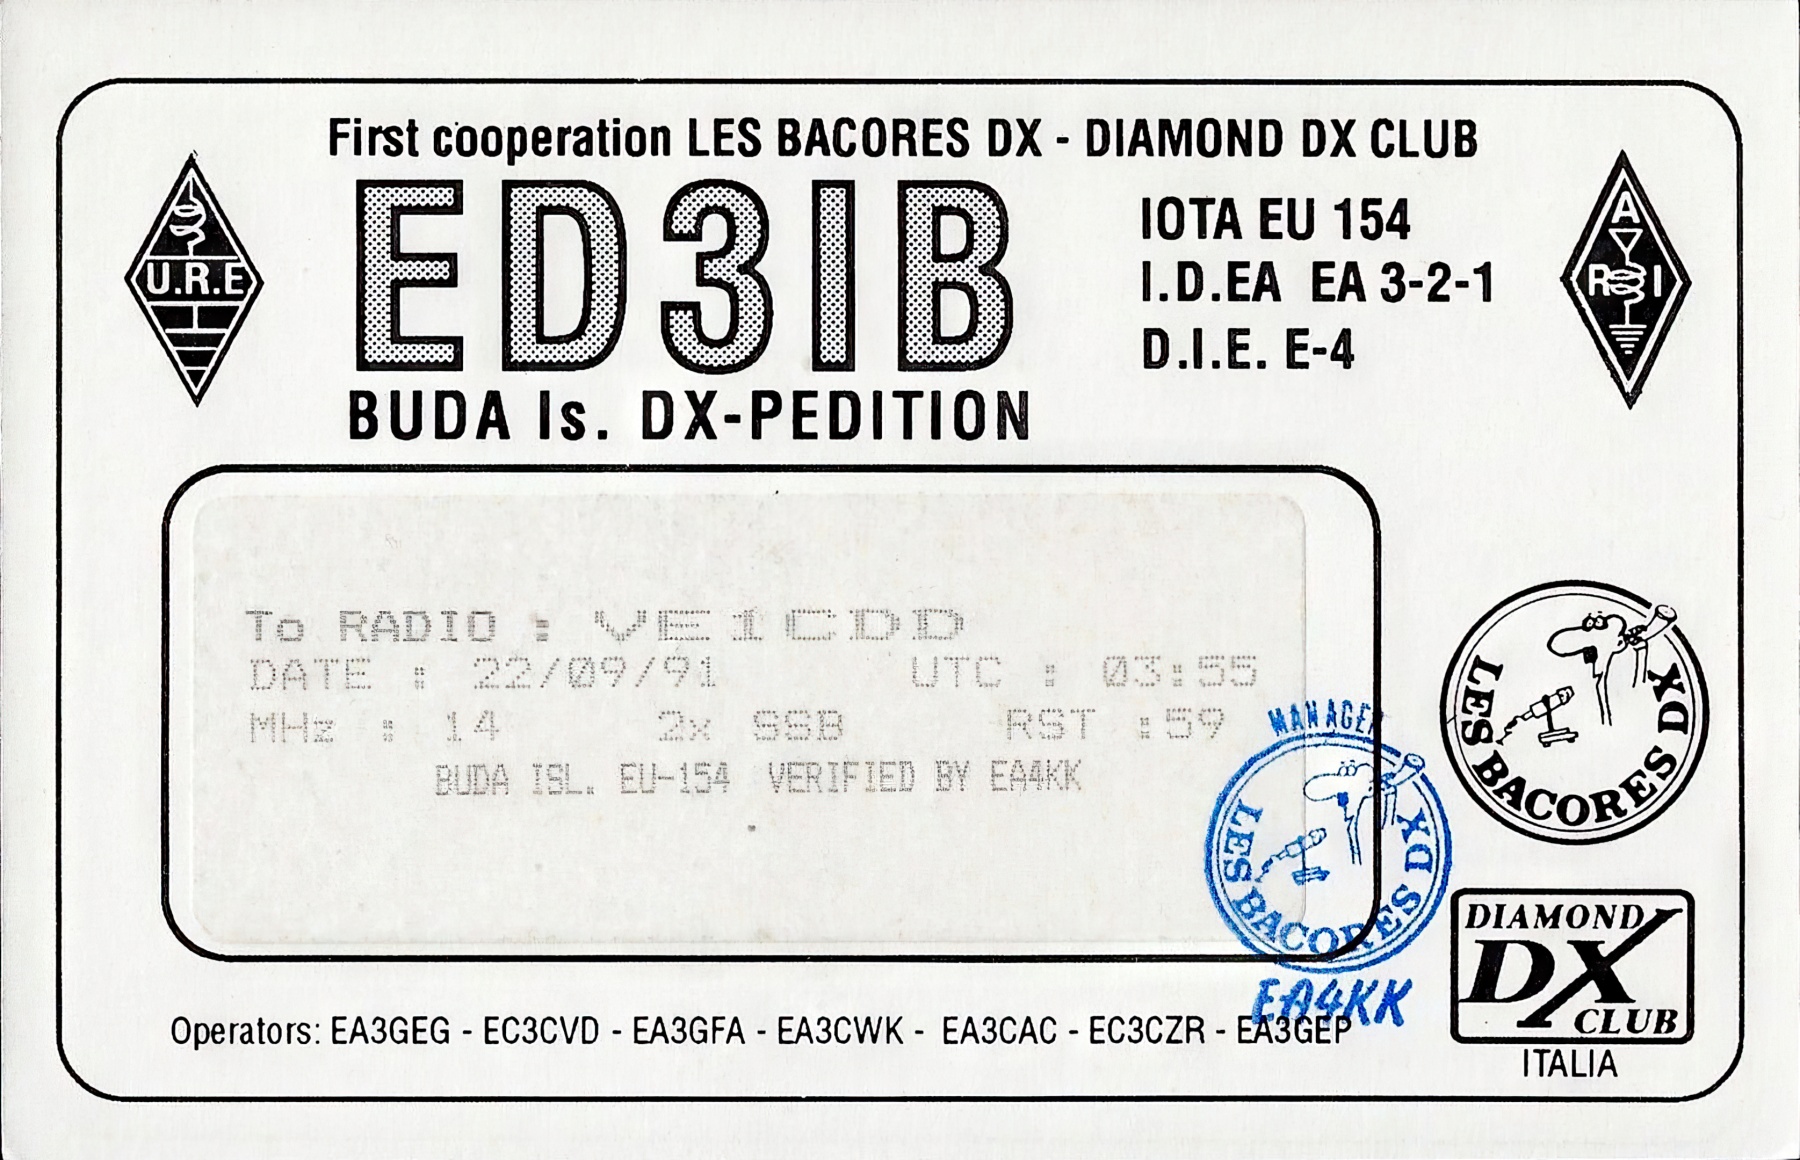 First cooperation LES BACORES DX - DIAMOND DX CLUB
U.R.E
ED3IB
IOTA EU 154
I.D.EA EA 3-2-1
D.I.E. E-4
A
R I
BUDA Is. DX-PEDITION
To RADIO : VE1CDD
DATE : 22/09/91 UTC : 03:55
MHz : 14 2x SSB RST :59
BUDA ISL. EU-154 VERIFIED BY EA4KK
MANAGER
LES BACORES DX
EA4KK
LES BACORES DX
DIAMOND
DX
CLUB
ITALIA
Operators: EA3GEG - EC3CVD - EA3GFA - EA3CWK - EA3CAC - EC3CZR - EA3GEP